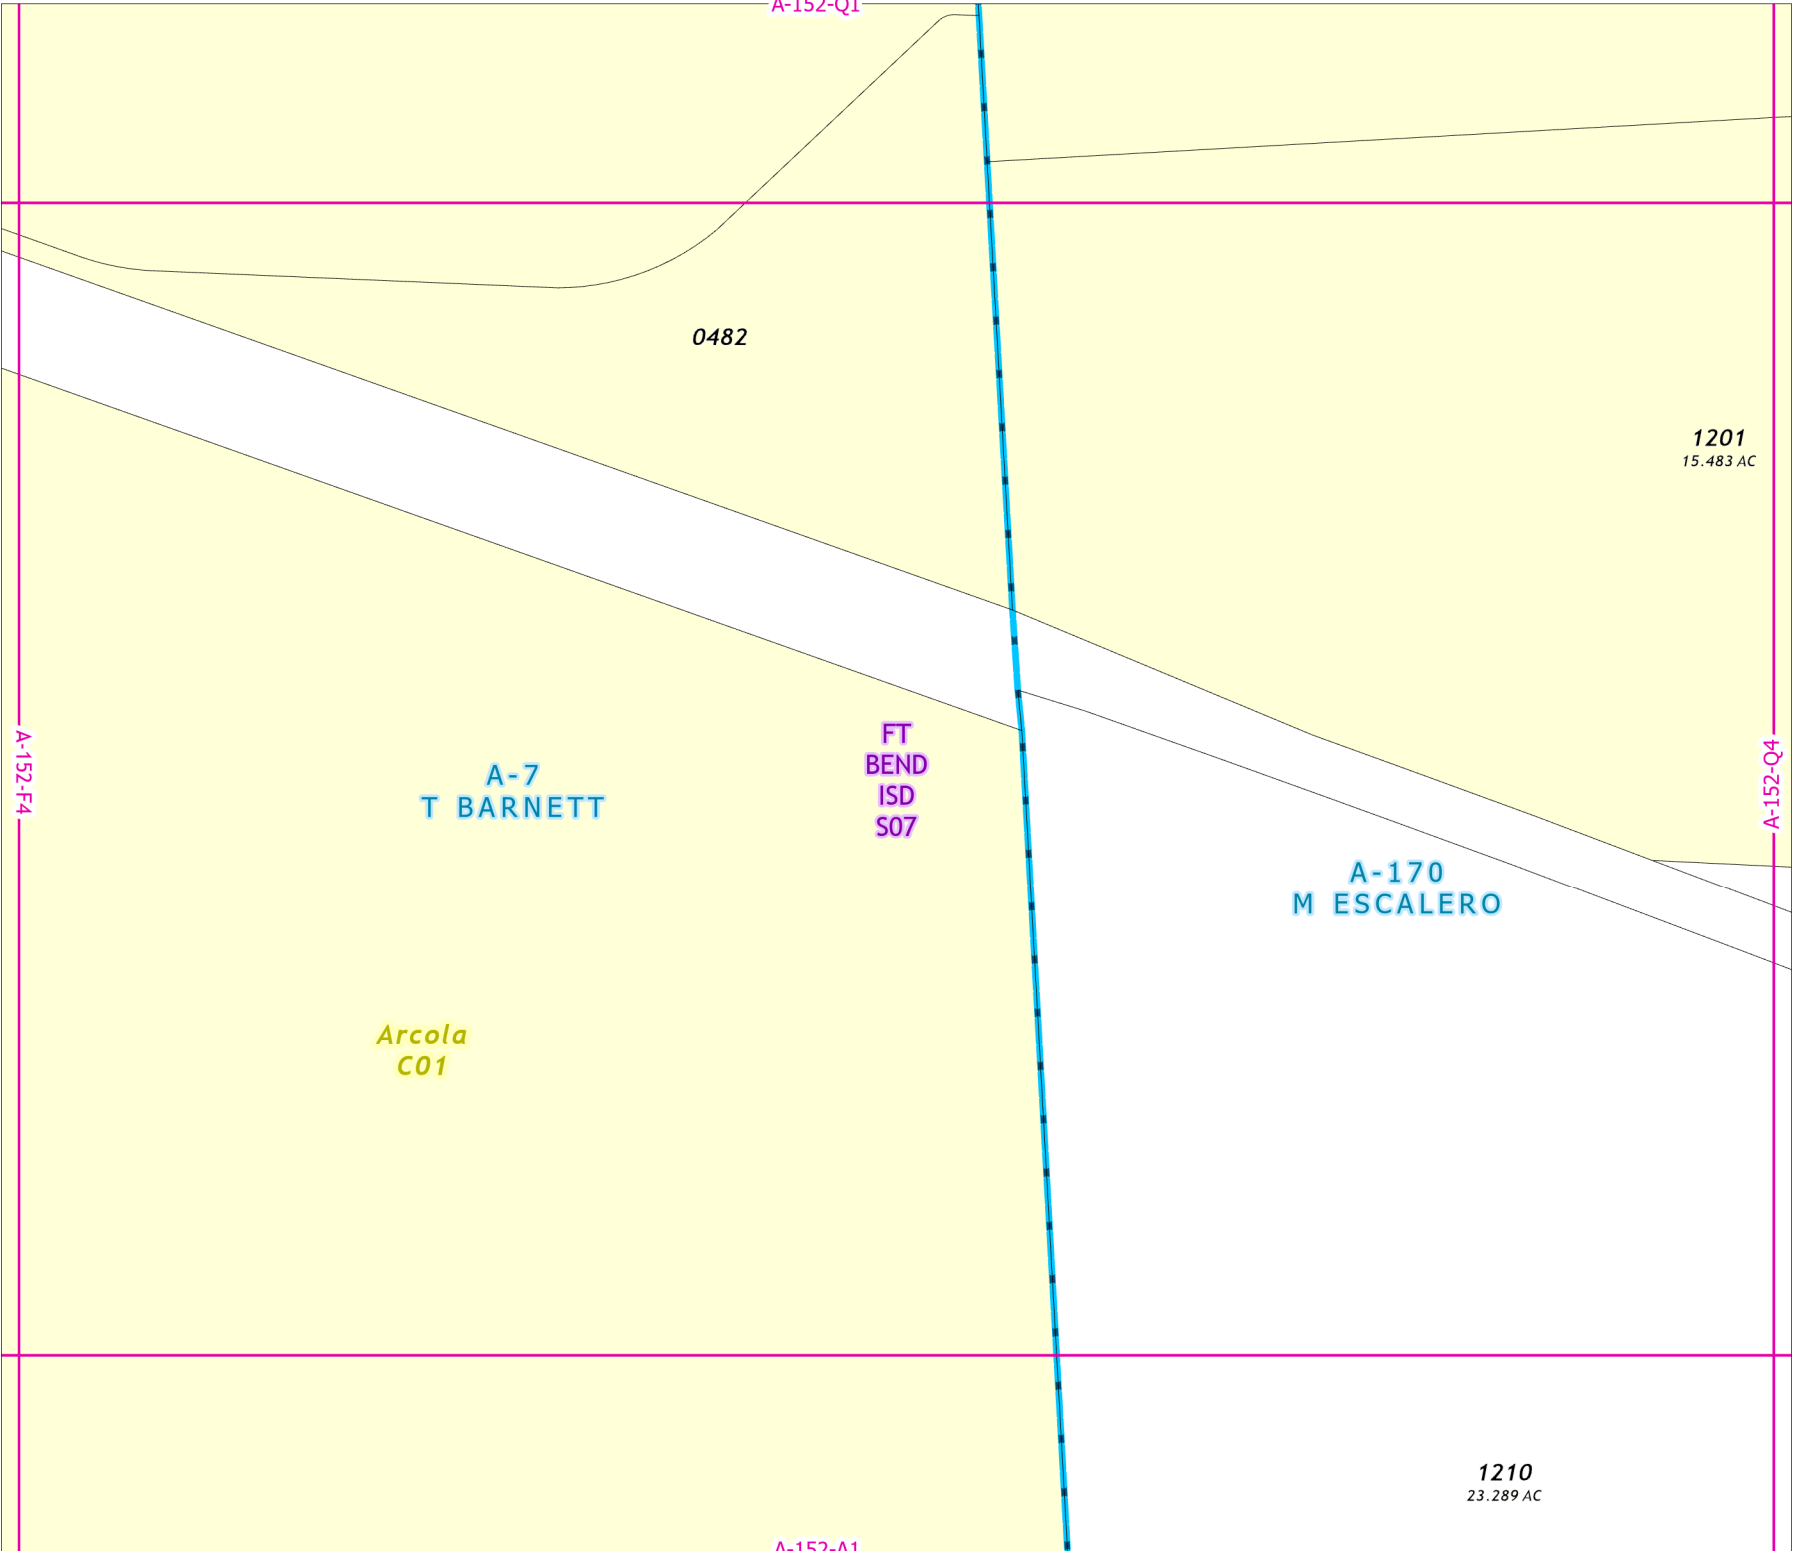 A-152-Q1
0482
1201
15.483 AC
FT
BEND
ISD
S07
A-7
T BARNETT
A-152-F4
A-152-Q4
A-170
M ESCALERO
Arcola
C01
1210
23.289 AC
A-152-A1